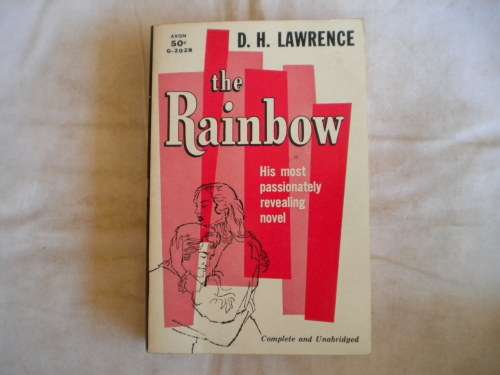 AVON
50¢
G-2028
D. H. LAWRENCE
the
Rainbow
His most
passionately
revealing
novel
Complete and Unabridged